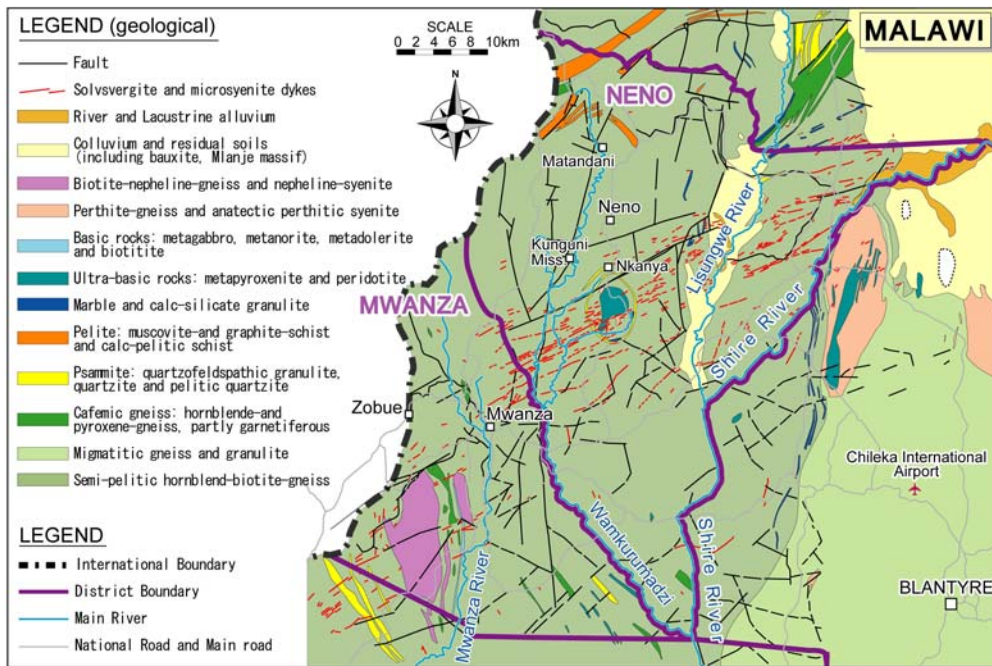 LEGEND (geological)
Fault
Solvsvergite and microsyenite dykes
River and Lacustrine alluvium
Colluvium and residual soils
(including bauxite, Mlanje massif)
Biotite-nepheline-gneiss and nepheline-syenite
Perthite-gneiss and anatectic perthitic syenite
Basic rocks: metagabbro, metanorite, metadolerite
and biotitite
Ultra-basic rocks: metapyroxenite and peridotite
Marble and calc-silicate granulite
Pelite: muscovite-and graphite-schist
and calc-pelitic schist
Psammite: quartzofeldspathic granulite,
quartzite and pelitic quartzite
Cafemic gneiss: hornblende-and
pyroxene-gneiss, partly garnetiferous
Migmatitic gneiss and granulite
Semi-pelitic hornblend-biotite-gneiss
LEGEND
International Boundary
District Boundary
Main River
National Road and Main road
SCALE
0 2 4 6 8 10km
N
MALAWI
NENO
Matandani
Neno
Kunguni
Miss.
Nkanya
Lisungwe River
MWANZA
Shire River
Zobue
Mwanza
Chileka International
Airport
Wamkurumadzi
Shire River
Mwanza River
BLANTYRE